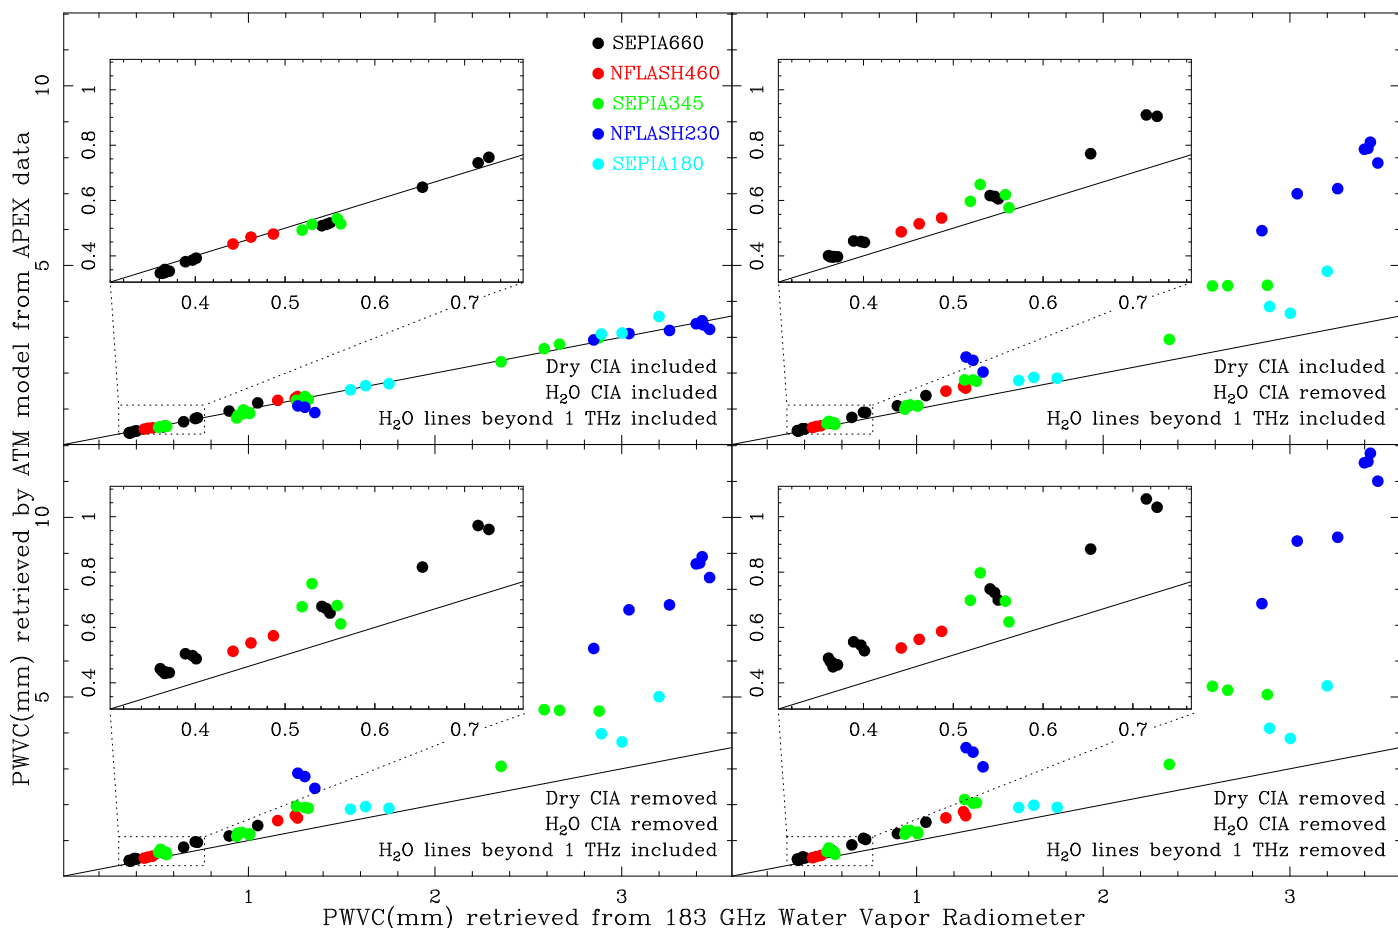 SEPIA660
NFLASH460
SEPIA345
NFLASH230
SEPIA180
10
5
1
0.8
0.6
0.4
0.4 0.5 0.6 0.7
Dry CIA included
H₂O CIA included
H₂O lines beyond 1 THz included
1
0.8
0.6
0.4
0.4 0.5 0.6 0.7
Dry CIA included
H₂O CIA removed
H₂O lines beyond 1 THz included
10
5
1
0.8
0.6
0.4
0.4 0.5 0.6 0.7
Dry CIA removed
H₂O CIA removed
H₂O lines beyond 1 THz included
1
0.8
0.6
0.4
0.4 0.5 0.6 0.7
Dry CIA removed
H₂O CIA removed
H₂O lines beyond 1 THz removed
1 2 3 1 2 3
PWVC(mm) retrieved from 183 GHz Water Vapor Radiometer
PWVC(mm) retrieved by ATM model from APEX data